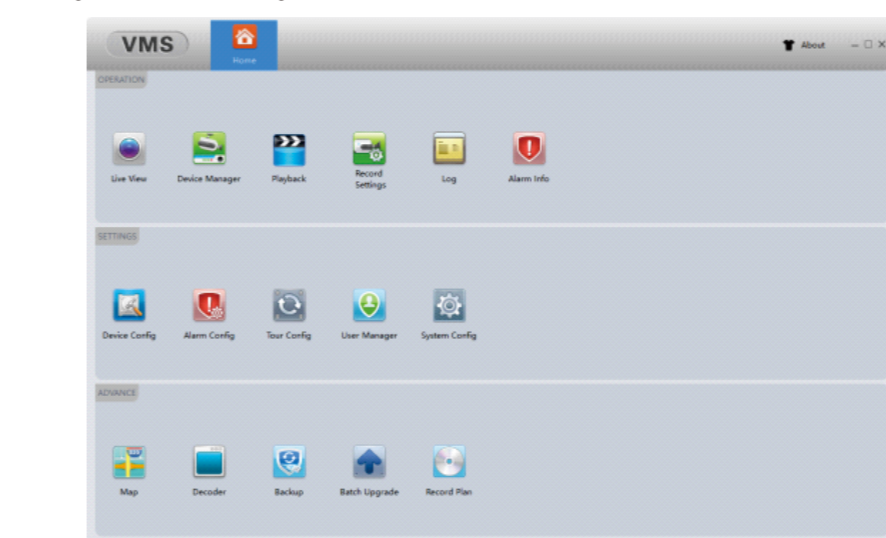 VMS
Home
About
OPERATION
Live View
Device Manager
Playback
Record
Settings
Log
Alarm Info
SETTINGS
Device Config
Alarm Config
Tour Config
User Manager
System Config
ADVANCE
Map
Decoder
Backup
Batch Upgrade
Record Plan